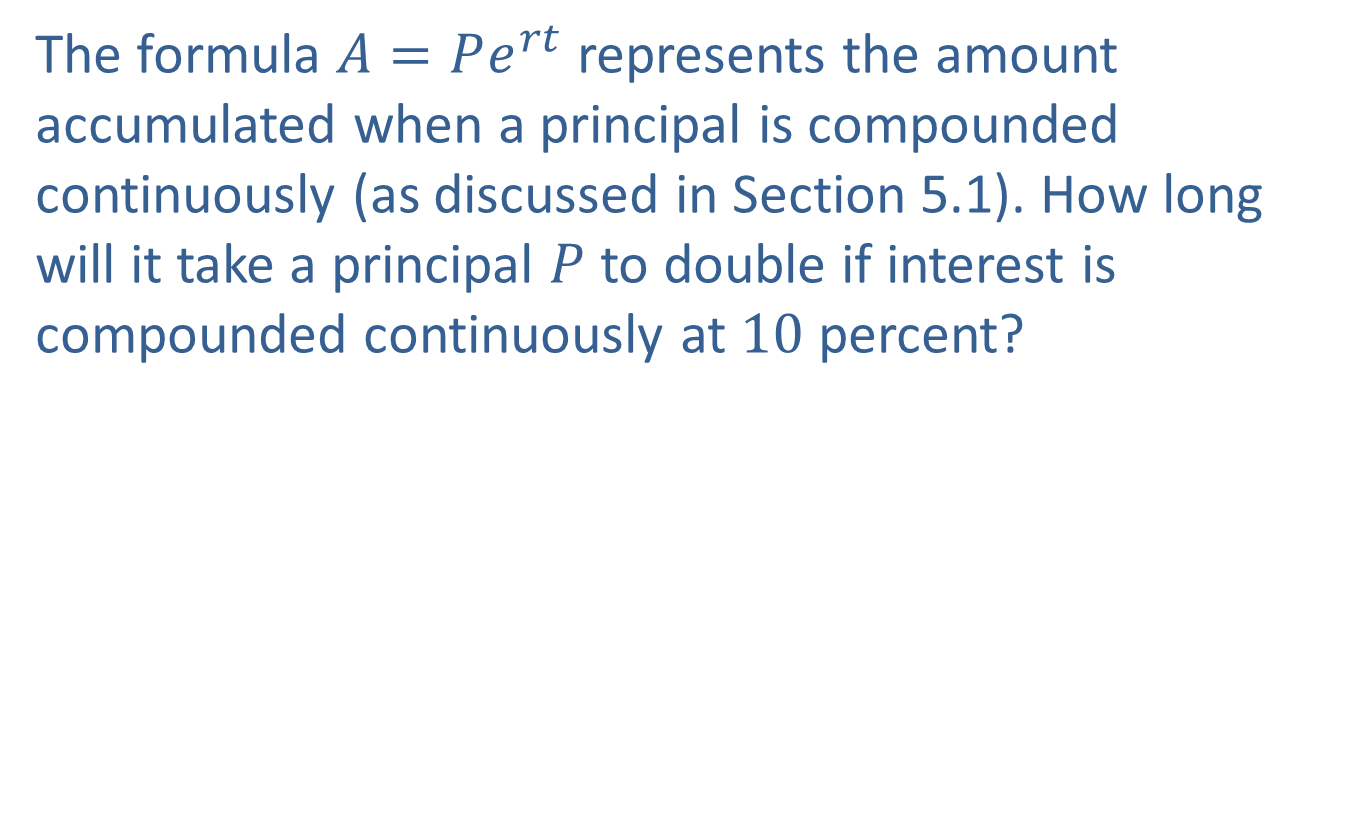 The formula A = Pe^{rt} represents the amount
accumulated when a principal is compounded
continuously (as discussed in Section 5.1). How long
will it take a principal P to double if interest is
compounded continuously at 10 percent?